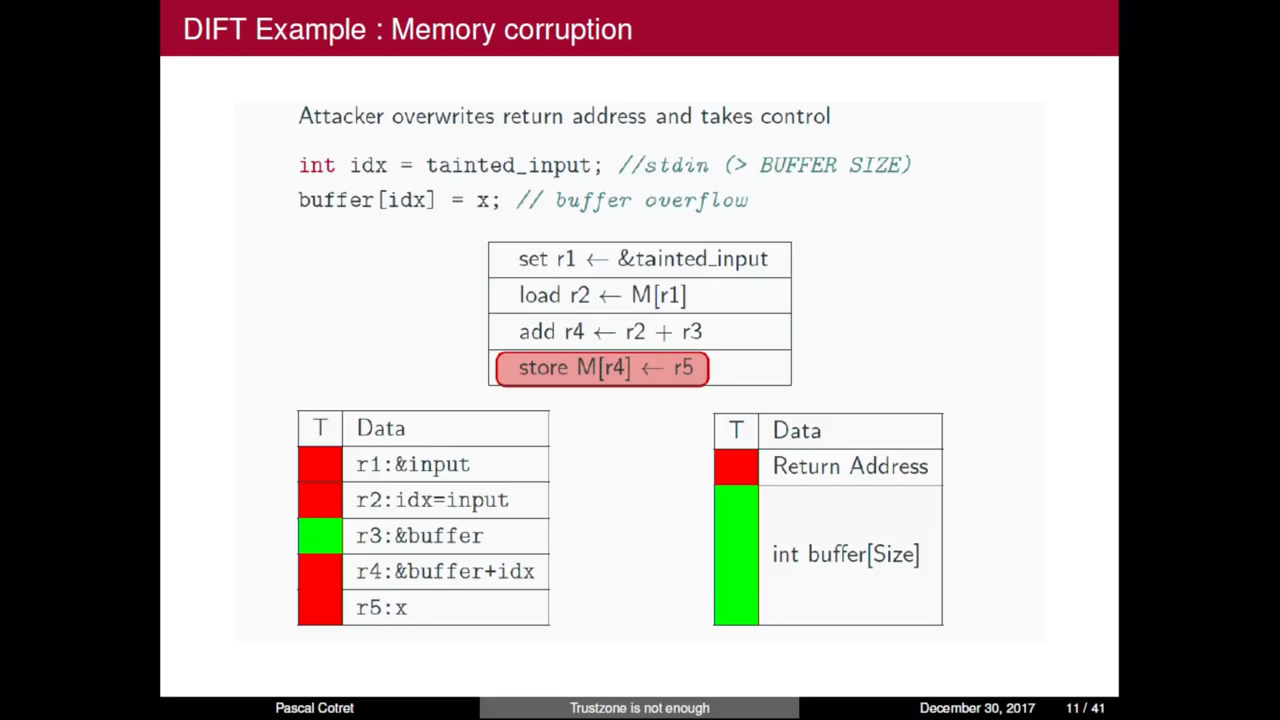 DIFT Example : Memory corruption
Attacker overwrites return address and takes control
int idx = tainted_input; //stdin (> BUFFER SIZE)
buffer[idx] = x; // buffer overflow
set r1 ← &tainted_input
load r2 ← M[r1]
add r4 ← r2 + r3
store M[r4] ← r5
T Data
r1:&input
r2:idx=input
r3:&buffer
r4:&buffer+idx
r5:x
T Data
Return Address
int buffer[Size]
Pascal Cotret Trustzone is not enough December 30, 2017 11 / 41